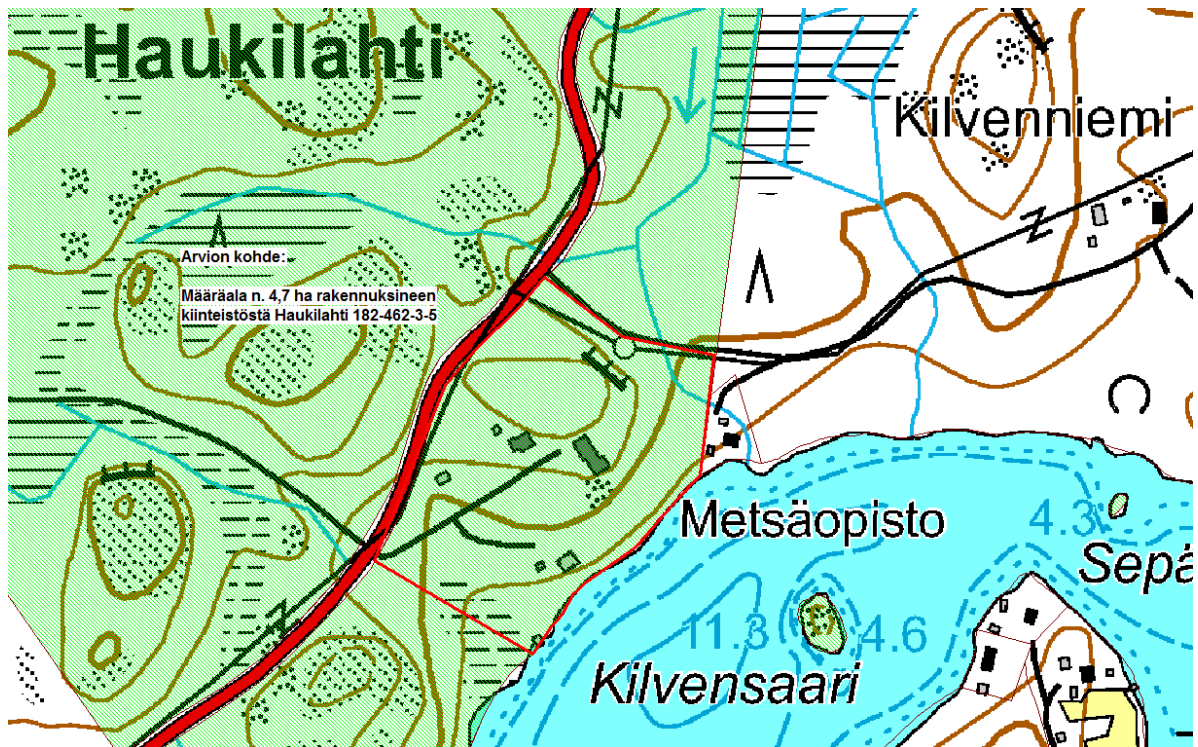 Haukilahti
Kilvenniemi
Arvion kohde:
Määräala n. 4,7 ha rakennuksineen
kiinteistöstä Haukilahti 182-462-3-5
Metsäopisto
4.3
Sepä
11.3
4.6
Kilvensaari